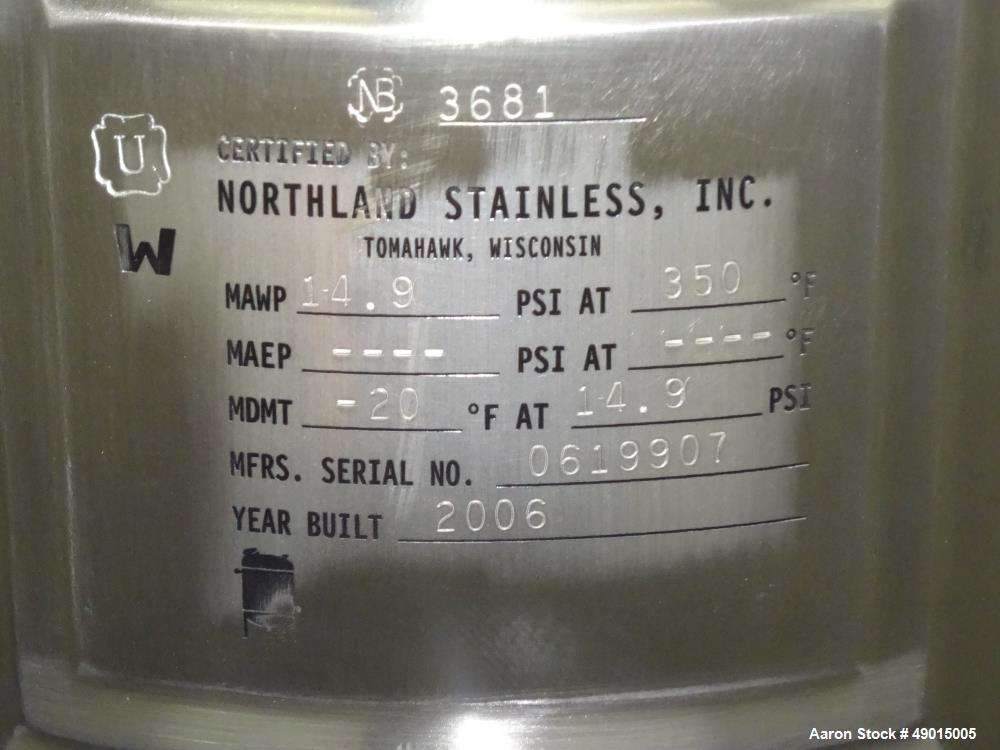 NB 3681
U
CERTIFIED BY:
NORTHLAND STAINLESS, INC.
W
TOMAHAWK, WISCONSIN
MAWP 14.9 PSI AT 350 °F
MAEP ---- PSI AT ---- °F
MDMT -20 °F AT 14.9 PSI
MFRS. SERIAL NO. 0619907
YEAR BUILT 2006
Aaron Stock # 49015005